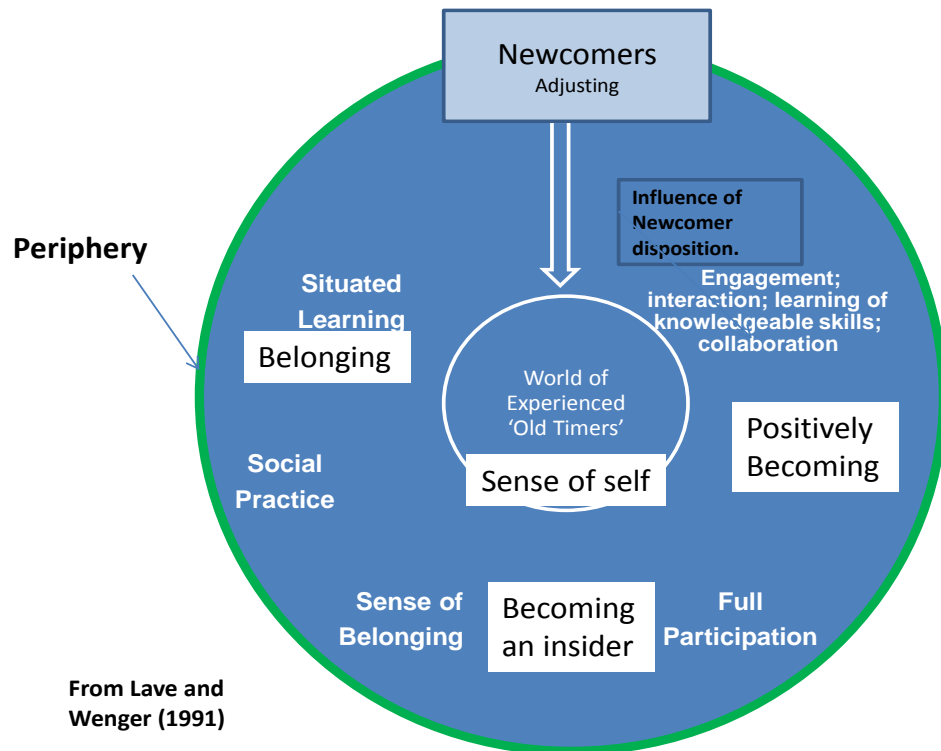 Newcomers
Adjusting
Influence of
Newcomer
disposition.
Periphery
Situated
Learning
Belonging
Engagement;
interaction; learning of
knowledgeable skills;
collaboration
World of
Experienced
‘Old Timers’
Sense of self
Positively
Becoming
Social
Practice
Sense of
Belonging
Becoming
an insider
Full
Participation
From Lave and
Wenger (1991)